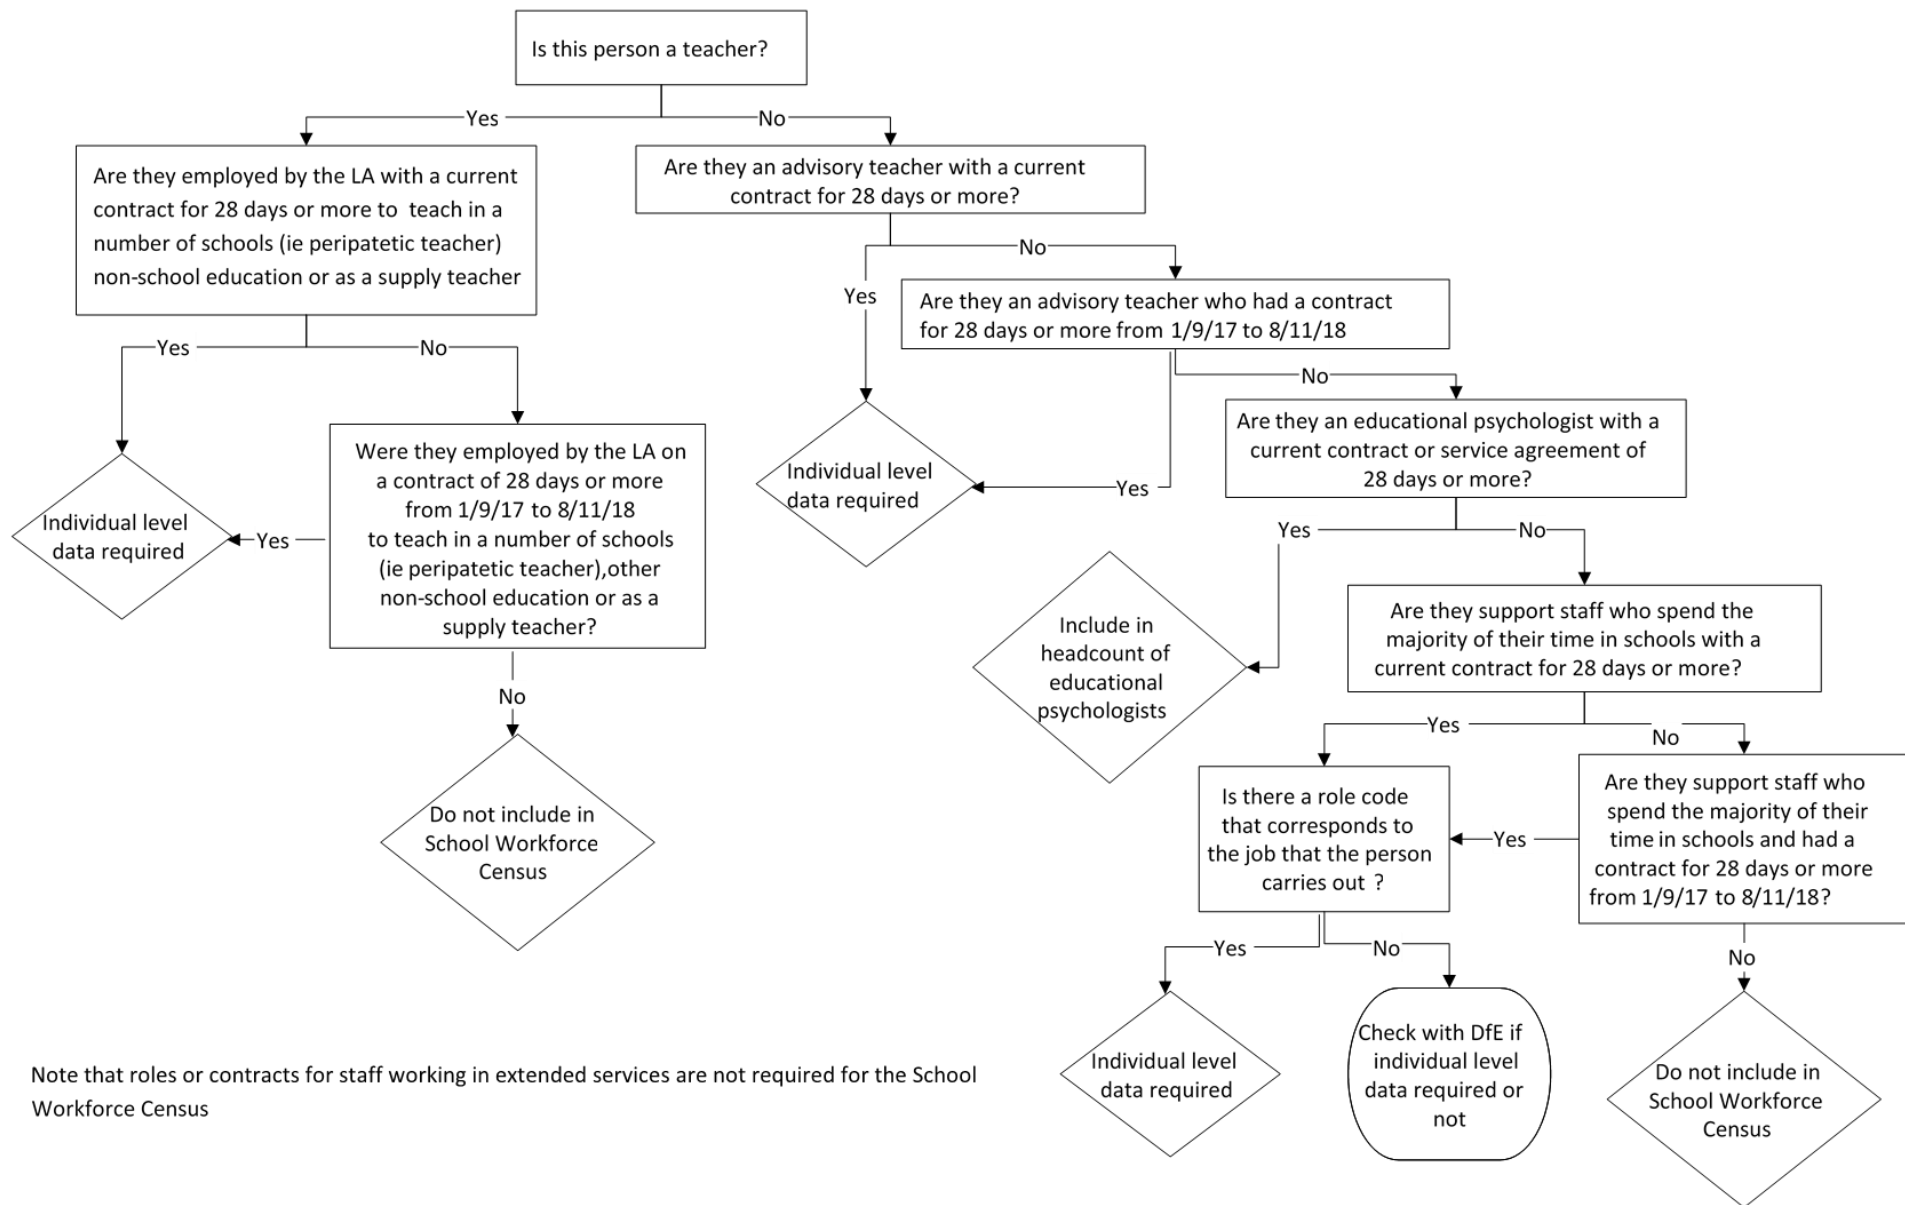 Is this person a teacher?
Yes
No
Are they employed by the LA with a current
contract for 28 days or more to teach in a
number of schools (ie peripatetic teacher)
non-school education or as a supply teacher
Are they an advisory teacher with a current
contract for 28 days or more?
No
Yes
Are they an advisory teacher who had a contract
for 28 days or more from 1/9/17 to 8/11/18
Yes
No
No
Were they employed by the LA on
a contract of 28 days or more
from 1/9/17 to 8/11/18
to teach in a number of schools
(ie peripatetic teacher),other
non-school education or as a
supply teacher?
Individual level
data required
Yes
Individual level
data required
Yes
Are they an educational psychologist with a
current contract or service agreement of
28 days or more?
Yes
No
Include in
headcount of
educational
psychologists
Are they support staff who spend the
majority of their time in schools with a
current contract for 28 days or more?
No
Do not include in
School Workforce
Census
Yes
No
Is there a role code
that corresponds to
the job that the person
carries out ?
Yes
Are they support staff who
spend the majority of their
time in schools and had a
contract for 28 days or more
from 1/9/17 to 8/11/18?
Yes
No
No
Individual level
data required
Check with DfE if
individual level
data required or
not
Do not include in
School Workforce
Census
Note that roles or contracts for staff working in extended services are not required for the School
Workforce Census